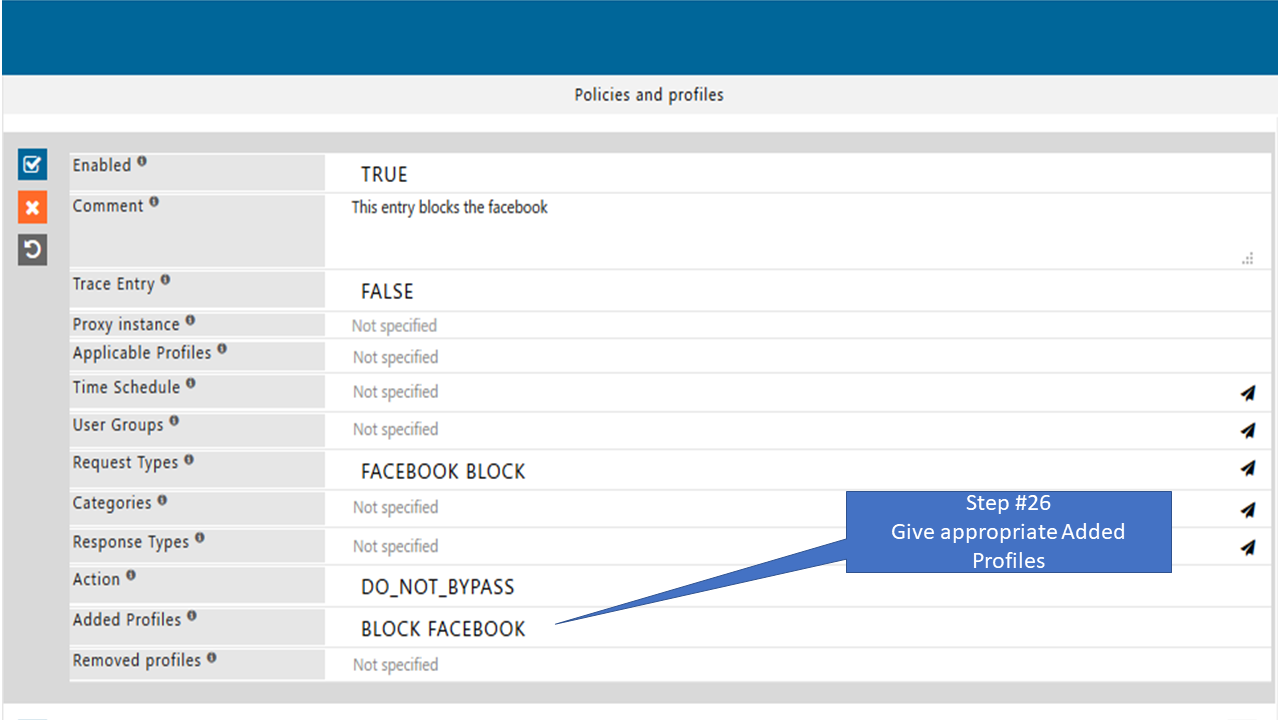 Policies and profiles
Enabled
TRUE
Comment
This entry blocks the facebook
Trace Entry
FALSE
Proxy instance
Not specified
Applicable Profiles
Not specified
Time Schedule
Not specified
User Groups
Not specified
Request Types
FACEBOOK BLOCK
Categories
Not specified
Response Types
Not specified
Action
DO_NOT_BYPASS
Added Profiles
BLOCK FACEBOOK
Removed profiles
Not specified
Step #26
Give appropriate Added
Profiles